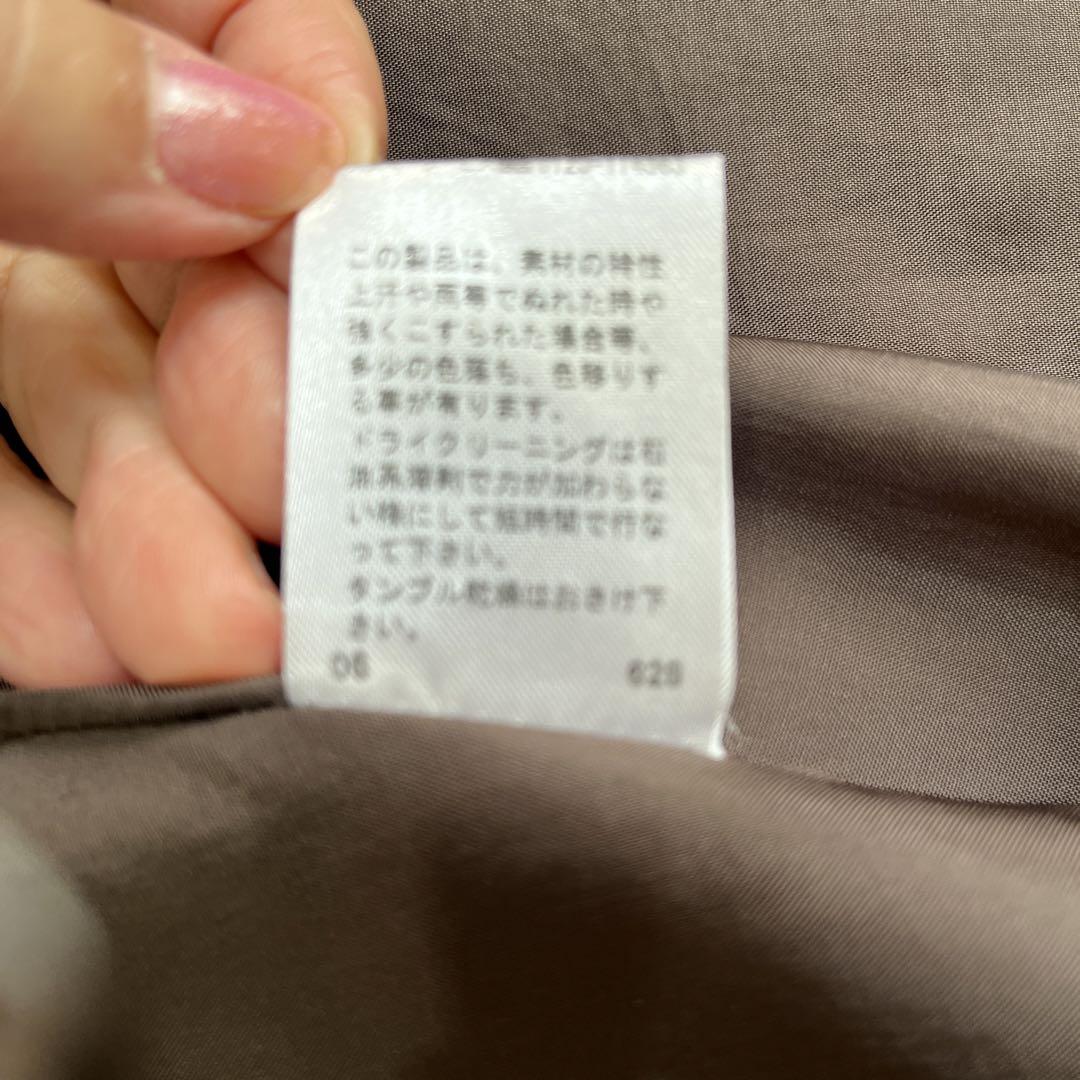 この製品は、素材の特性
上汗や雨等でぬれた時や
強くこすられた場合等、
多少の色落ち、色移りす
る事が有ります。
ドライクリーニングは石
油系溶剤で力が加わらな
い様にして短時間で行な
って下さい。
タンブル乾燥はおさけ下
さい。
06 628